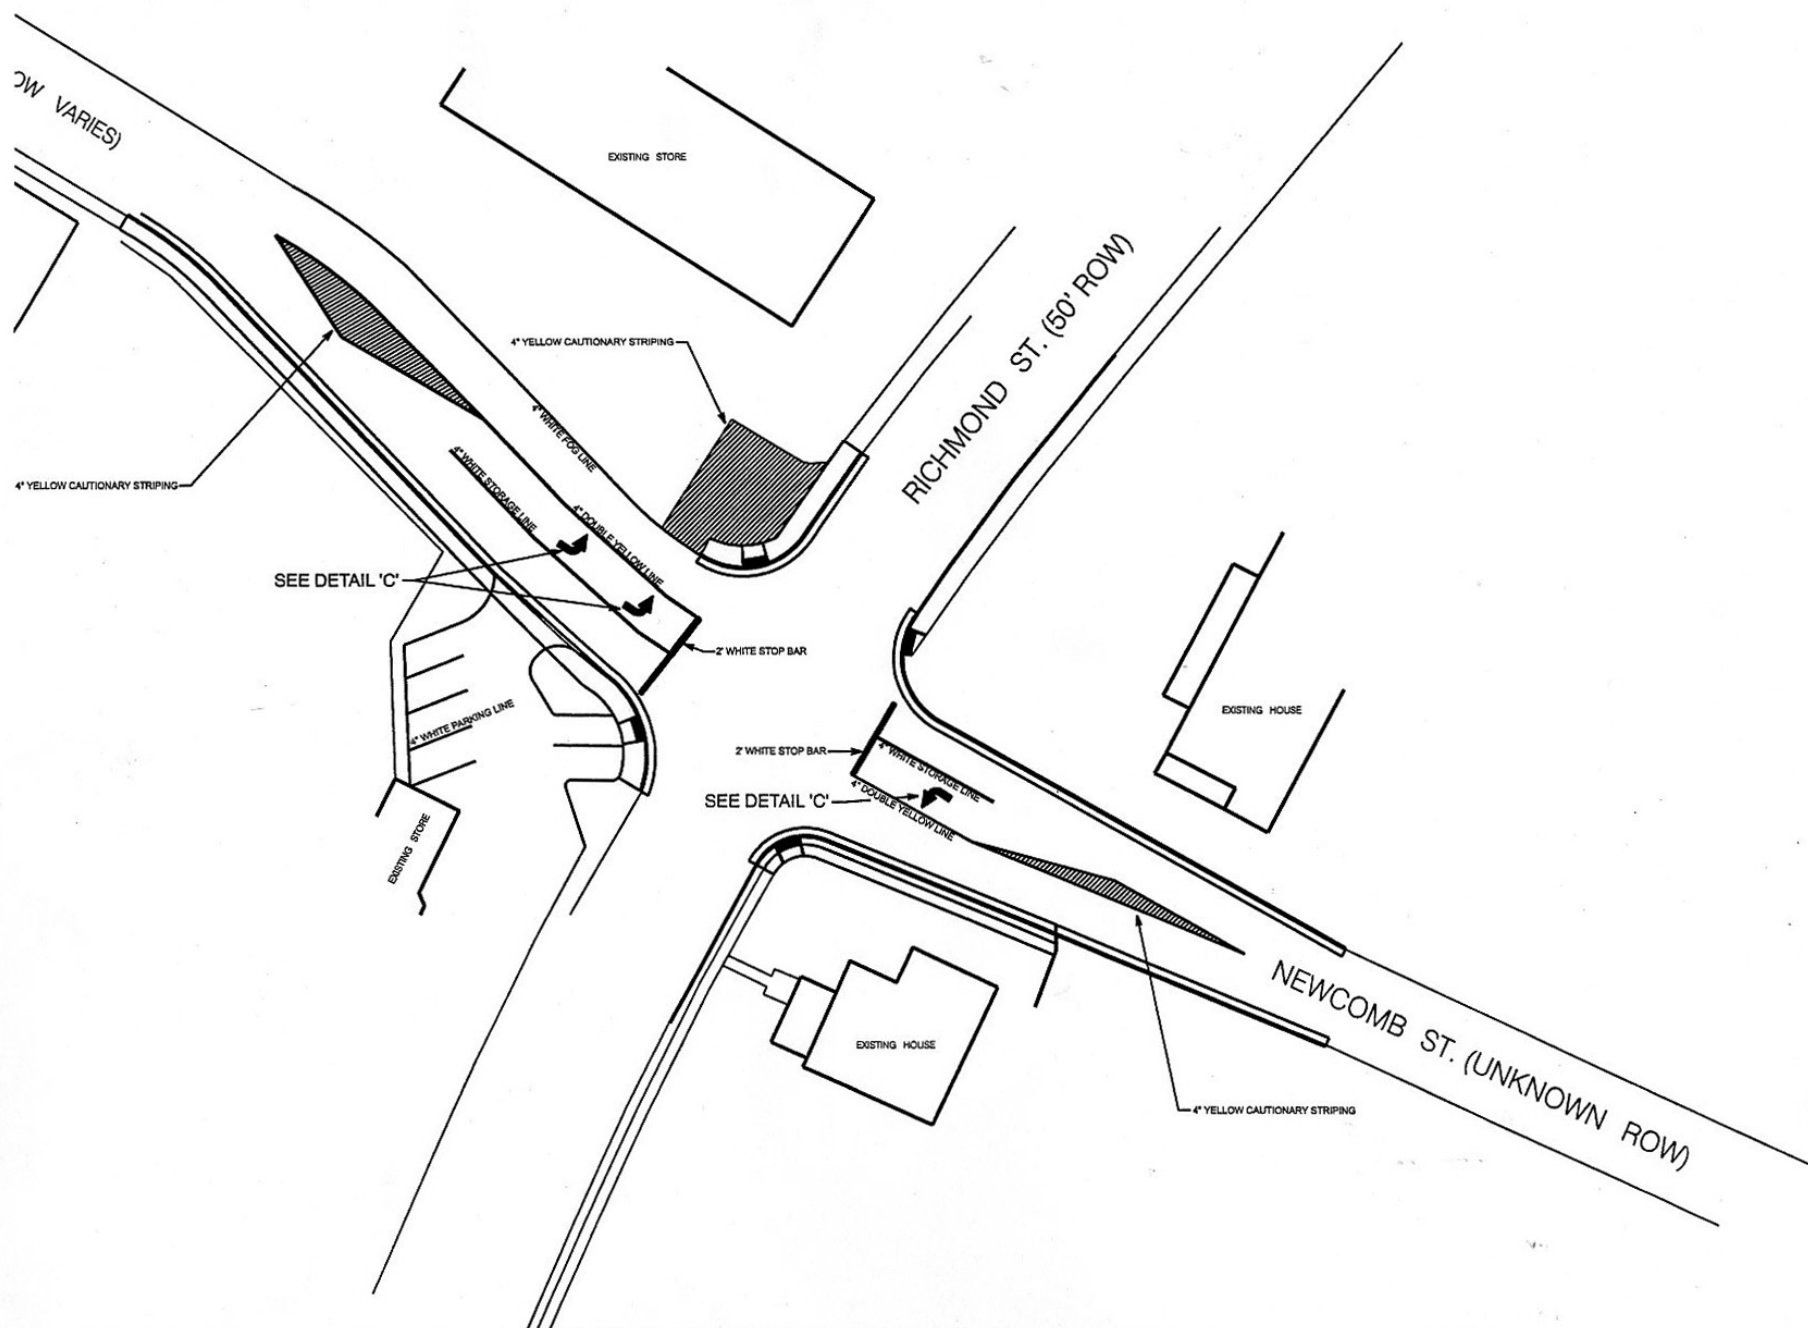 OW VARIES)
EXISTING STORE
RICHMOND ST. (50' ROW)
4" YELLOW CAUTIONARY STRIPING
4" WHITE FOG LINE
4" WHITE STORAGE LINE
4" YELLOW CAUTIONARY STRIPING
4" DOUBLE YELLOW LINE
SEE DETAIL 'C'
2' WHITE STOP BAR
4" WHITE PARKING LINE
EXISTING HOUSE
2' WHITE STOP BAR
4" WHITE STORAGE LINE
SEE DETAIL 'C'
4" DOUBLE YELLOW LINE
EXISTING STORE
NEWCOMB ST. (UNKNOWN ROW)
EXISTING HOUSE
4" YELLOW CAUTIONARY STRIPING